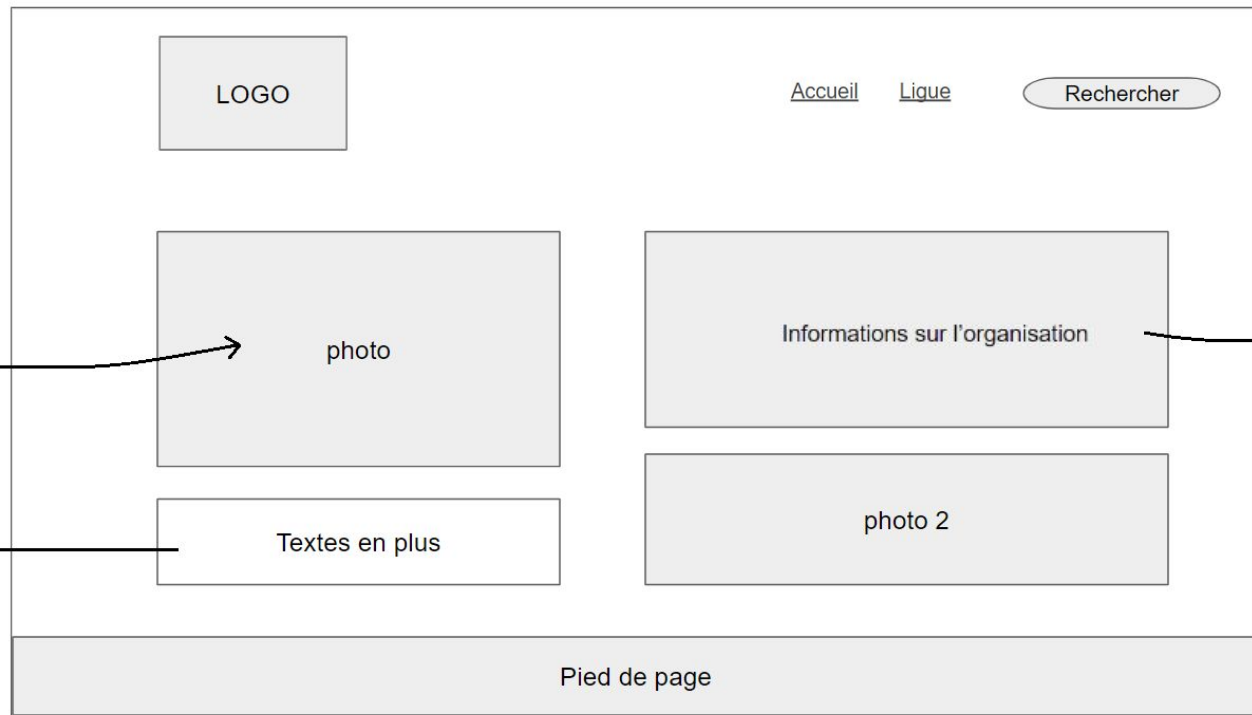 LOGO
Accueil Ligue Rechercher
photo
Informations sur l'organisation
Textes en plus
photo 2
Pied de page